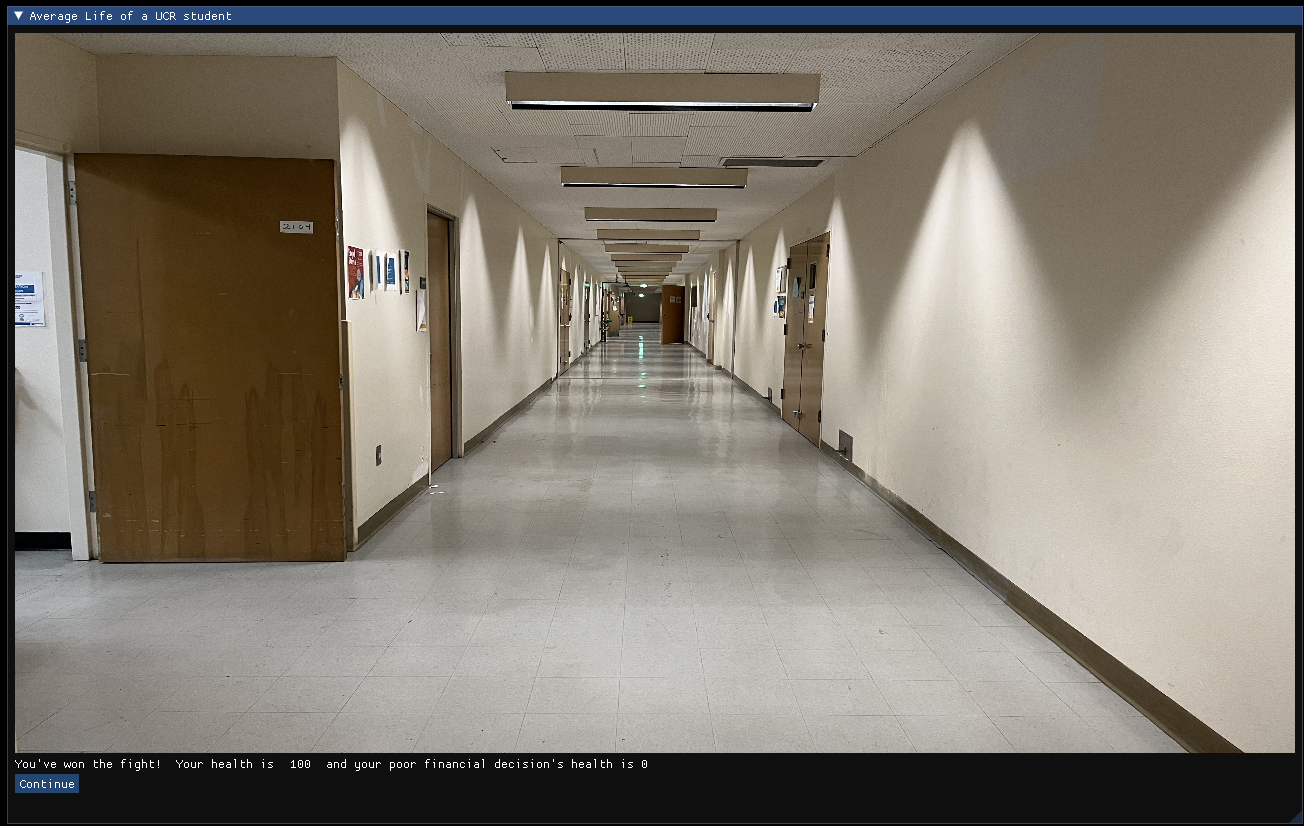 Average Life of a UCR student
2104
You've won the fight!  Your health is  100  and your poor financial decision's health is 0
Continue